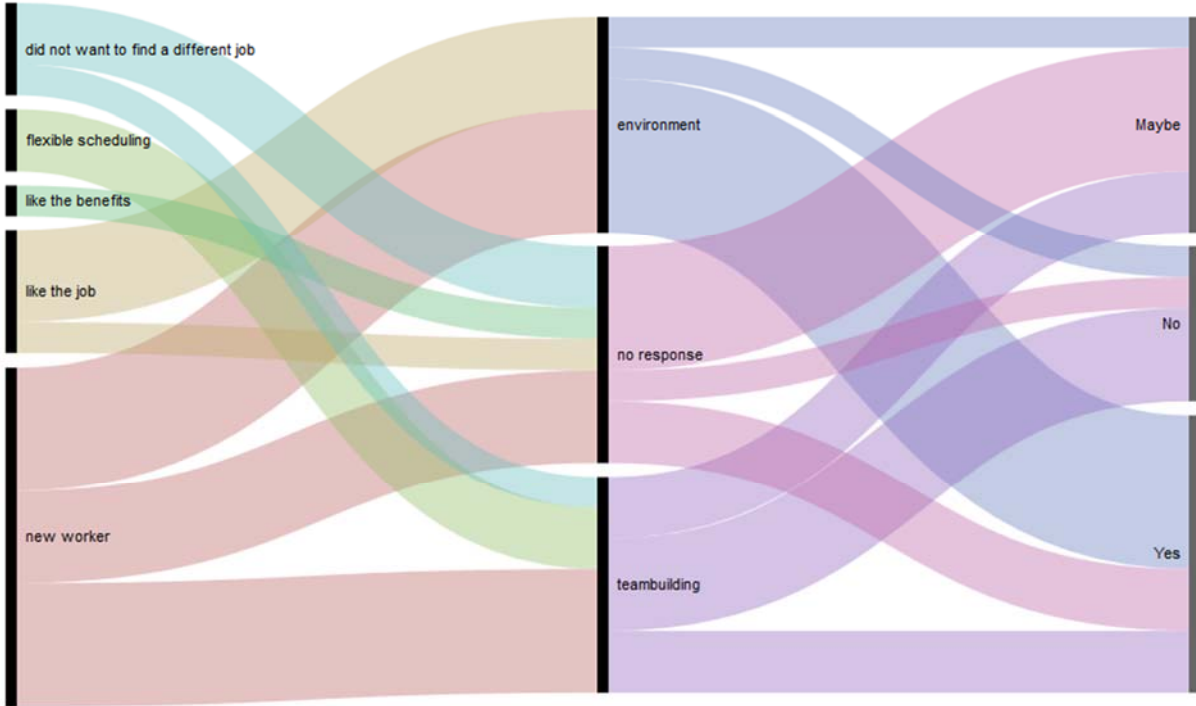 did not want to find a different job
flexible scheduling
like the benefits
like the job
new worker
environment
no response
teambuilding
Maybe
No
Yes